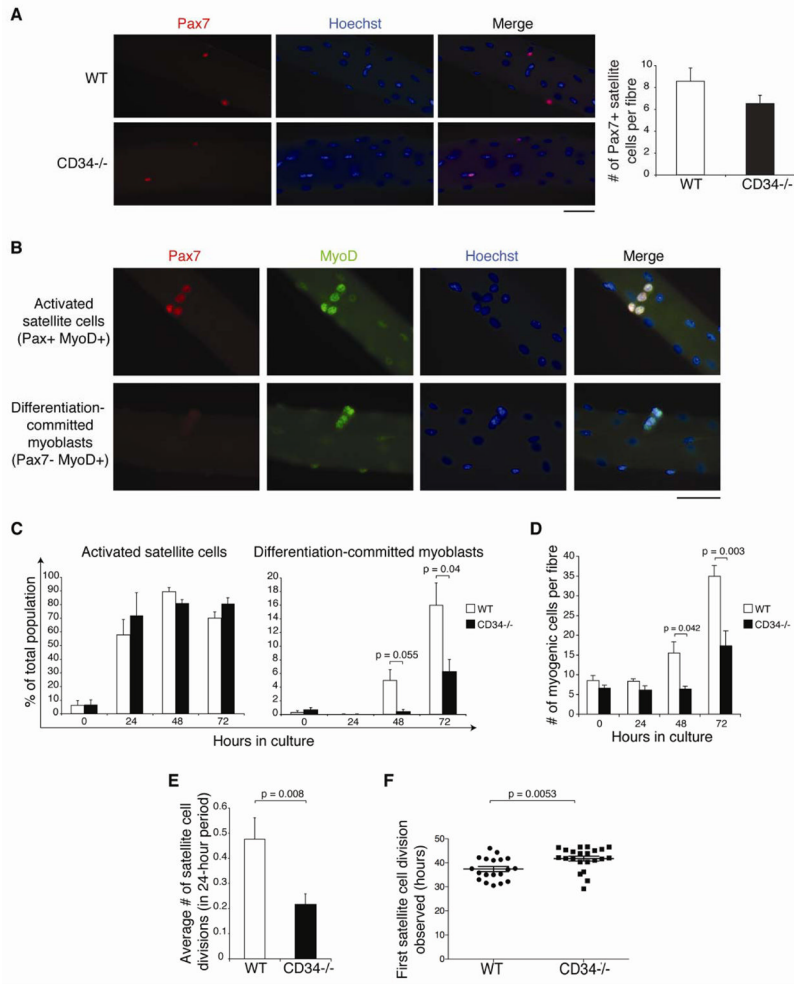 A
Pax7
Hoechst
Merge
WT
CD34-/-
# of Pax7+ satellite
cells per fibre
10
8
6
4
2
0
WT
CD34-/-
B
Pax7
MyoD
Hoechst
Merge
Activated
satellite cells
(Pax+ MyoD+)
Differentiation-
committed
myoblasts
(Pax7- MyoD+)
C
Activated satellite cells
% of total population
100
90
80
70
60
50
40
30
20
10
0
0
24
48
72
Differentiation-committed myoblasts
20
18
16
14
12
10
8
6
4
2
0
p = 0.055
p = 0.04
WT
CD34-/-
0
24
48
72
Hours in culture
D
# of myogenic cells per fibre
40
35
30
25
20
15
10
5
0
p = 0.042
p = 0.003
WT
CD34-/-
0
24
48
72
Hours in culture
E
Average # of satellite cell
divisions (in 24-hour period)
p = 0.008
0.6
0.5
0.4
0.3
0.2
0.1
0
WT
CD34-/-
F
First satellite cell division
observed (hours)
p = 0.0053
50
40
30
20
10
0
WT
CD34-/-